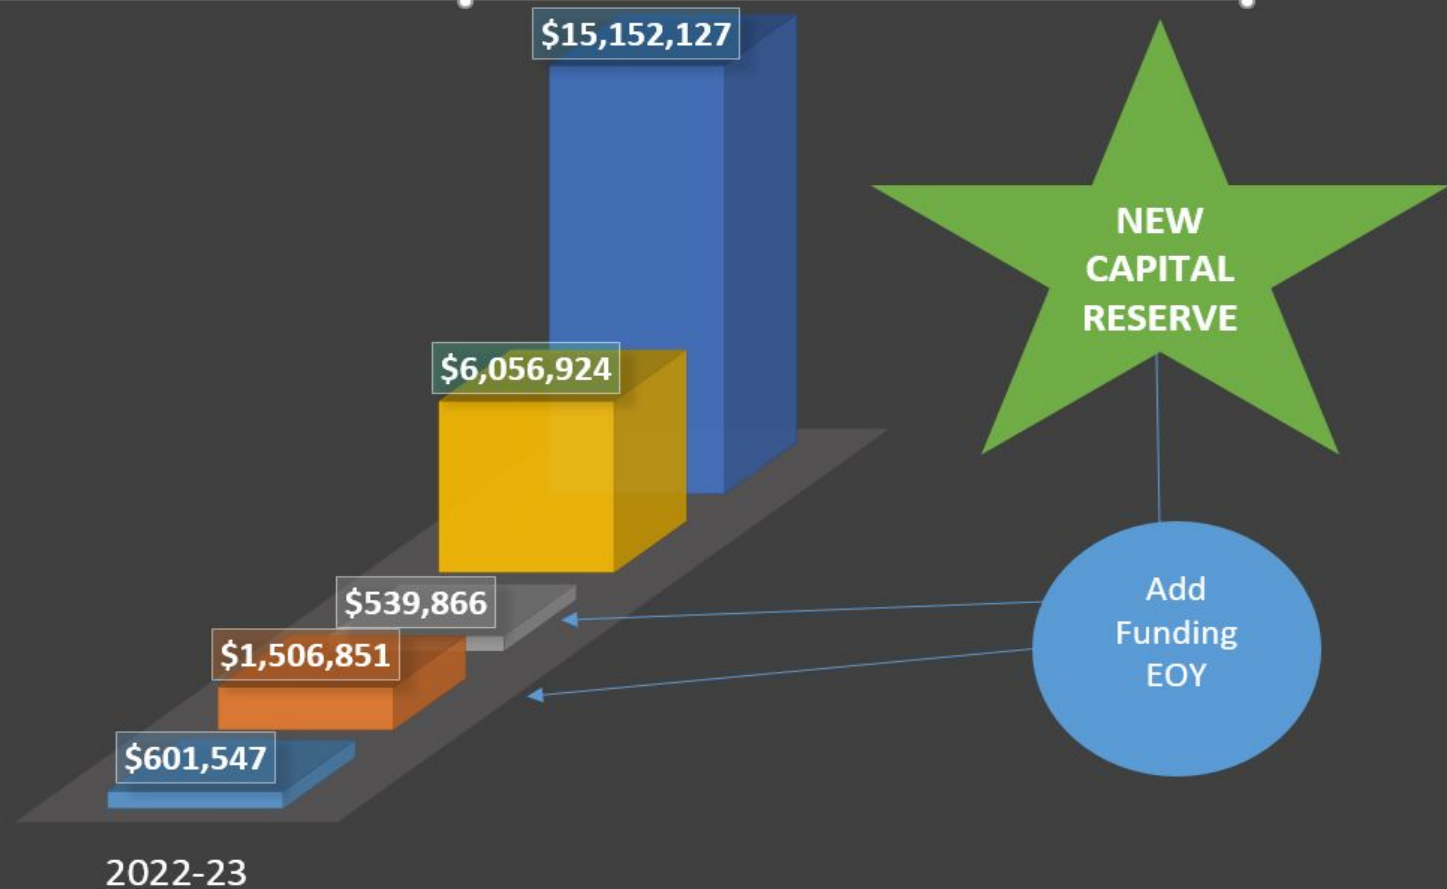 $15,152,127
NEW
CAPITAL
RESERVE
$6,056,924
Add
Funding
EOY
$539,866
$1,506,851
$601,547
2022-23